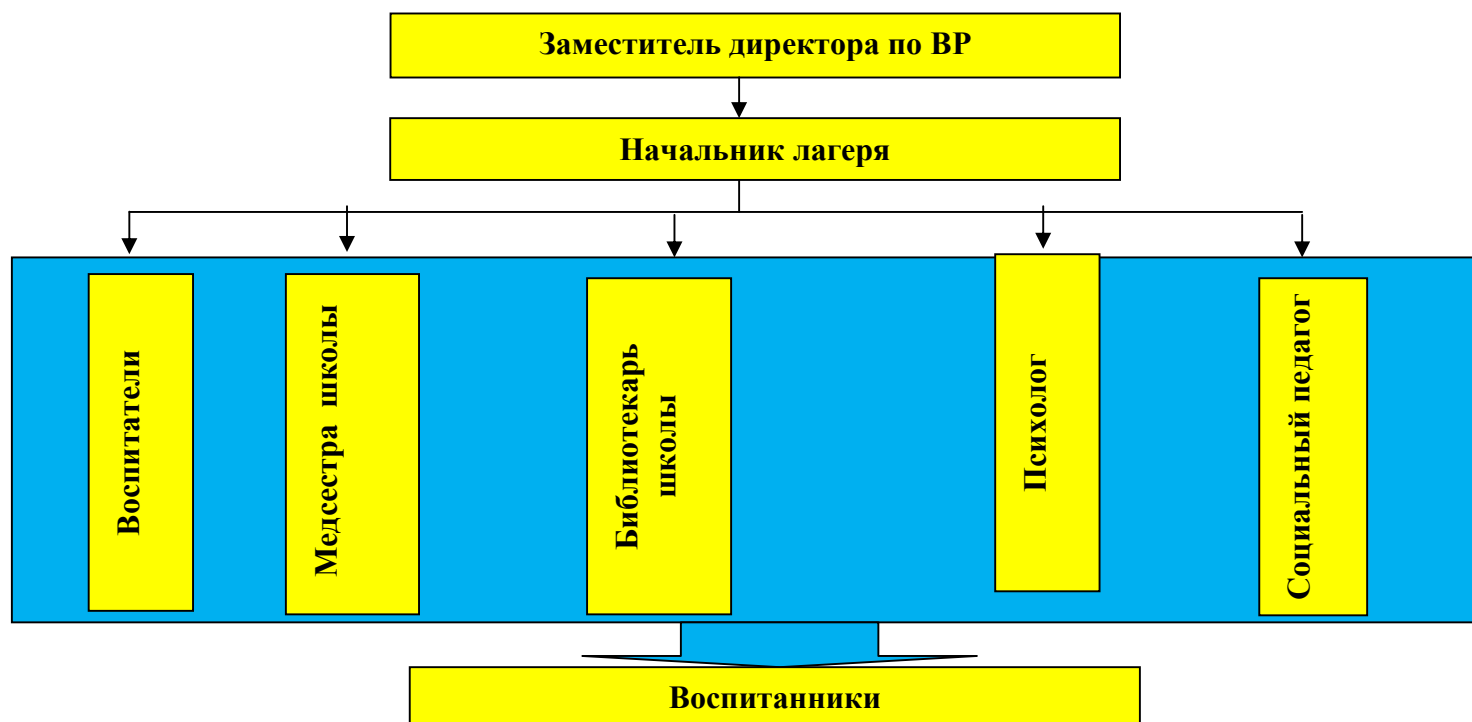 Заместитель директора по ВР
Начальник лагеря
Воспитатели
Медсестра школы
Библиотекарь
школы
Психолог
Социальный педагог
Воспитанники